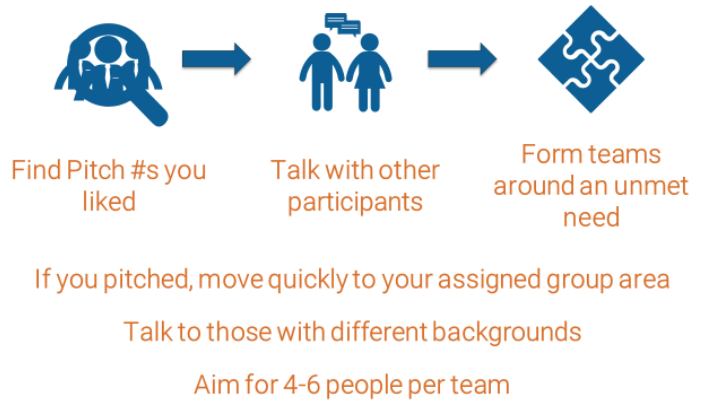 Find Pitch #s you
liked
Talk with other
participants
Form teams
around an unmet
need
If you pitched, move quickly to your assigned group area
Talk to those with different backgrounds
Aim for 4-6 people per team